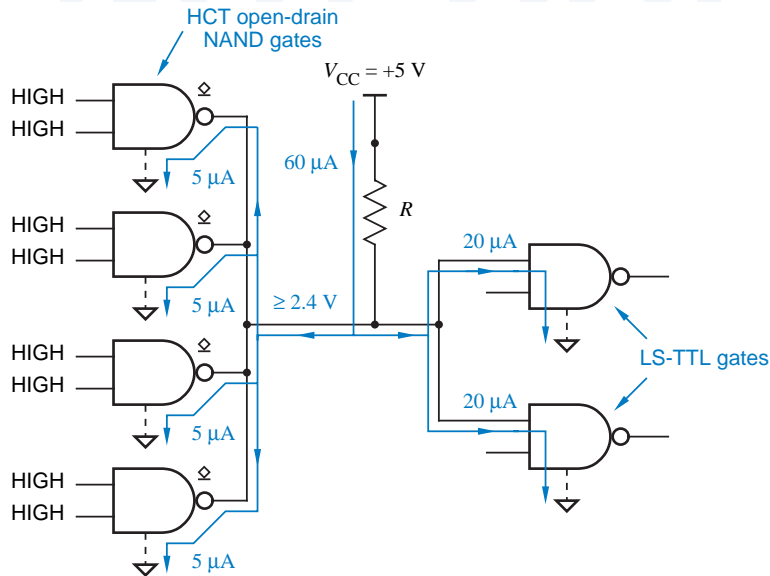 HCT open-drain
NAND gates
V_CC = +5 V
HIGH
HIGH
5 μA
60 μA
R
HIGH
HIGH
5 μA
20 μA
≥ 2.4 V
LS-TTL gates
HIGH
HIGH
5 μA
20 μA
HIGH
HIGH
5 μA